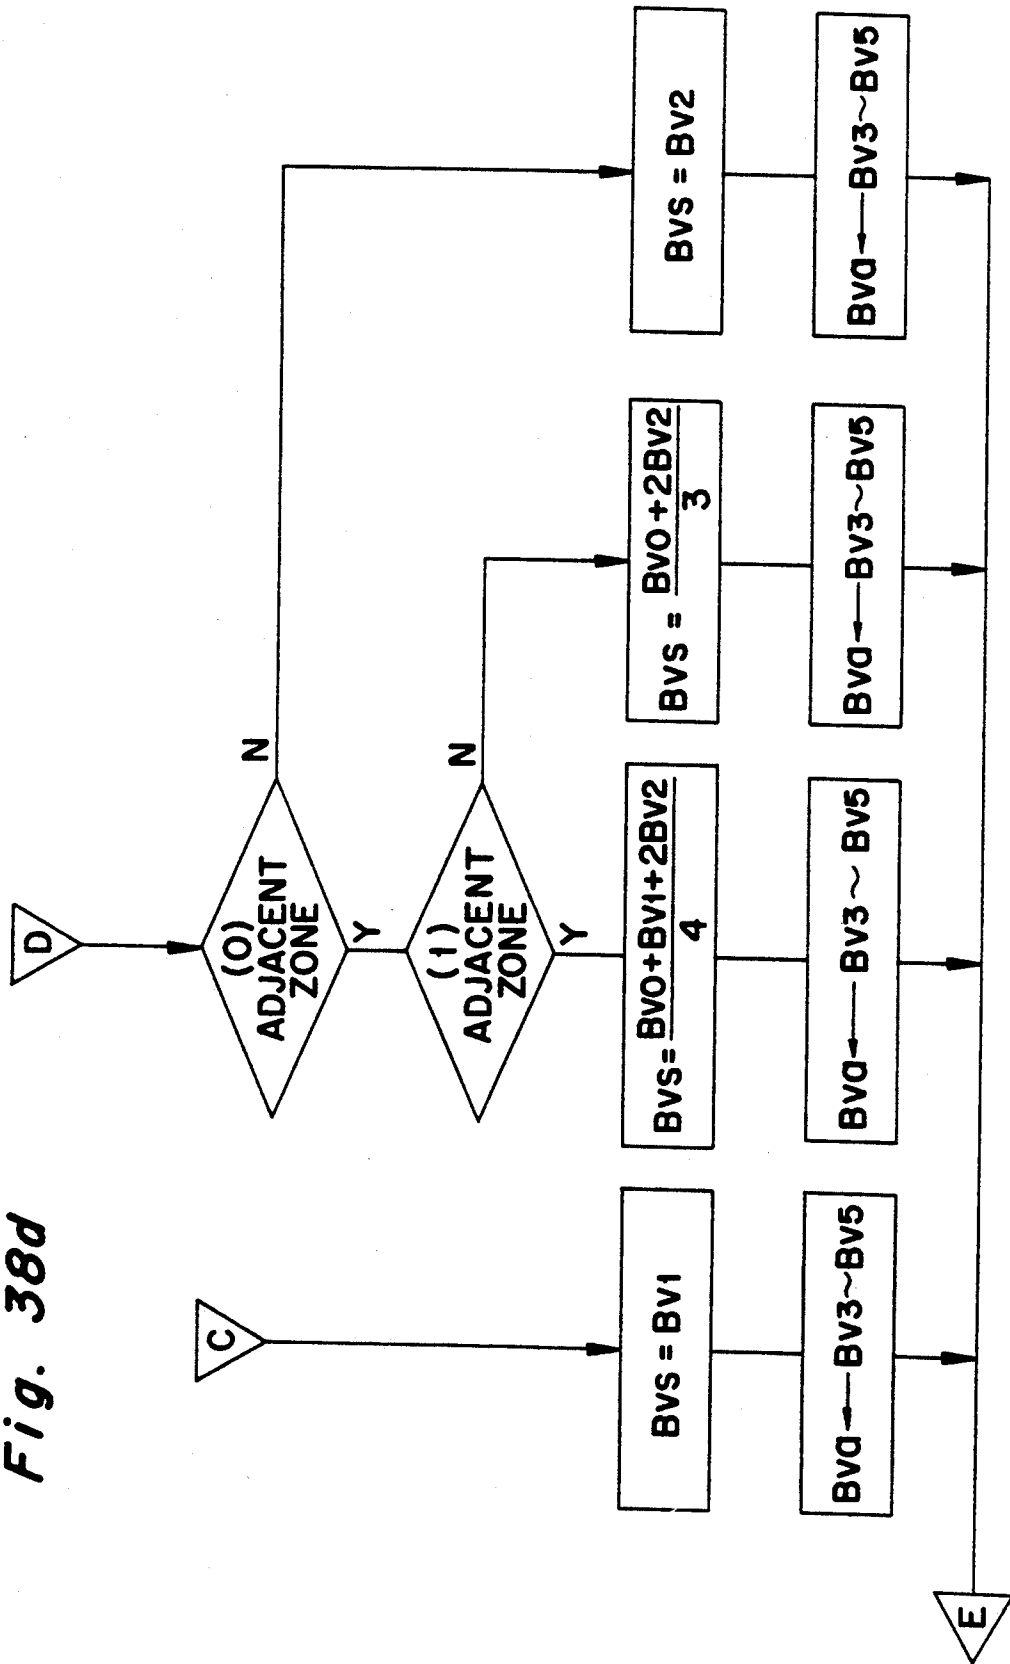 Fig. 38d
D
C
(0)
ADJACENT
ZONE
N
Y
(1)
ADJACENT
ZONE
N
Y
BVS = BV1
BVS = BV0+BV1+2BV2
4
BVS = BV0+2BV2
3
BVS = BV2
BVa ← BV3~BV5
BVa ← BV3~BV5
BVa ← BV3~BV5
BVa ← BV3~BV5
E